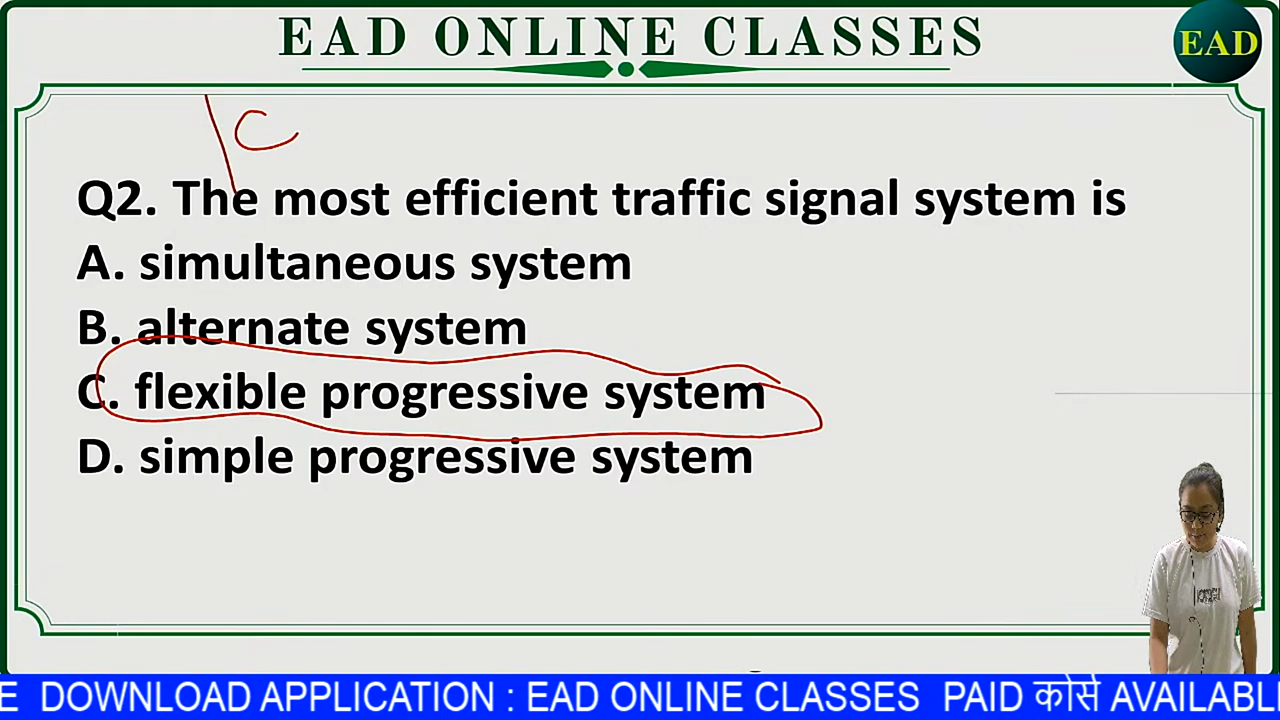 EAD ONLINE CLASSES
EAD
C
Q2. The most efficient traffic signal system is
A. simultaneous system
B. alternate system
C. flexible progressive system
D. simple progressive system
E DOWNLOAD APPLICATION : EAD ONLINE CLASSES PAID कोर्स AVAILABL